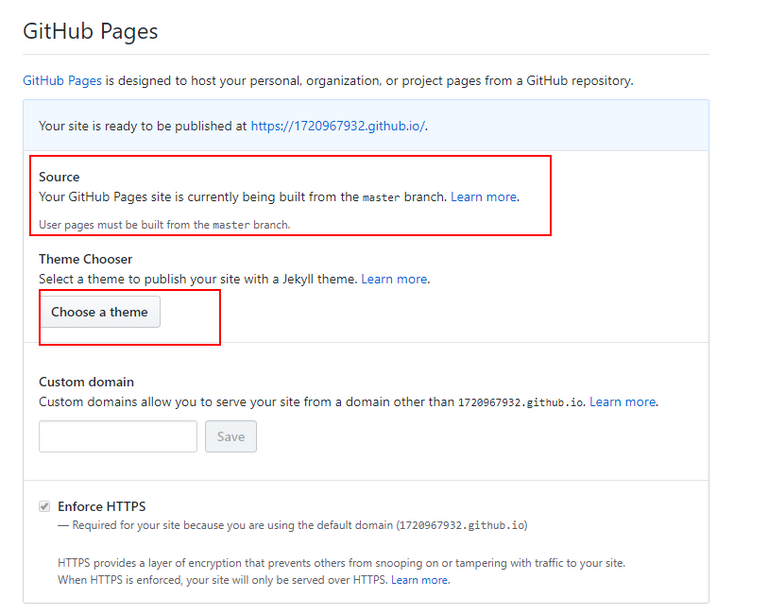 GitHub Pages
GitHub Pages is designed to host your personal, organization, or project pages from a GitHub repository.
Your site is ready to be published at https://1720967932.github.io/.
Source
Your GitHub Pages site is currently being built from the master branch. Learn more.
User pages must be built from the master branch.
Theme Chooser
Select a theme to publish your site with a Jekyll theme. Learn more.
Choose a theme
Custom domain
Custom domains allow you to serve your site from a domain other than 1720967932.github.io. Learn more.
Save
Enforce HTTPS
— Required for your site because you are using the default domain (1720967932.github.io)
HTTPS provides a layer of encryption that prevents others from snooping on or tampering with traffic to your site.
When HTTPS is enforced, your site will only be served over HTTPS. Learn more.